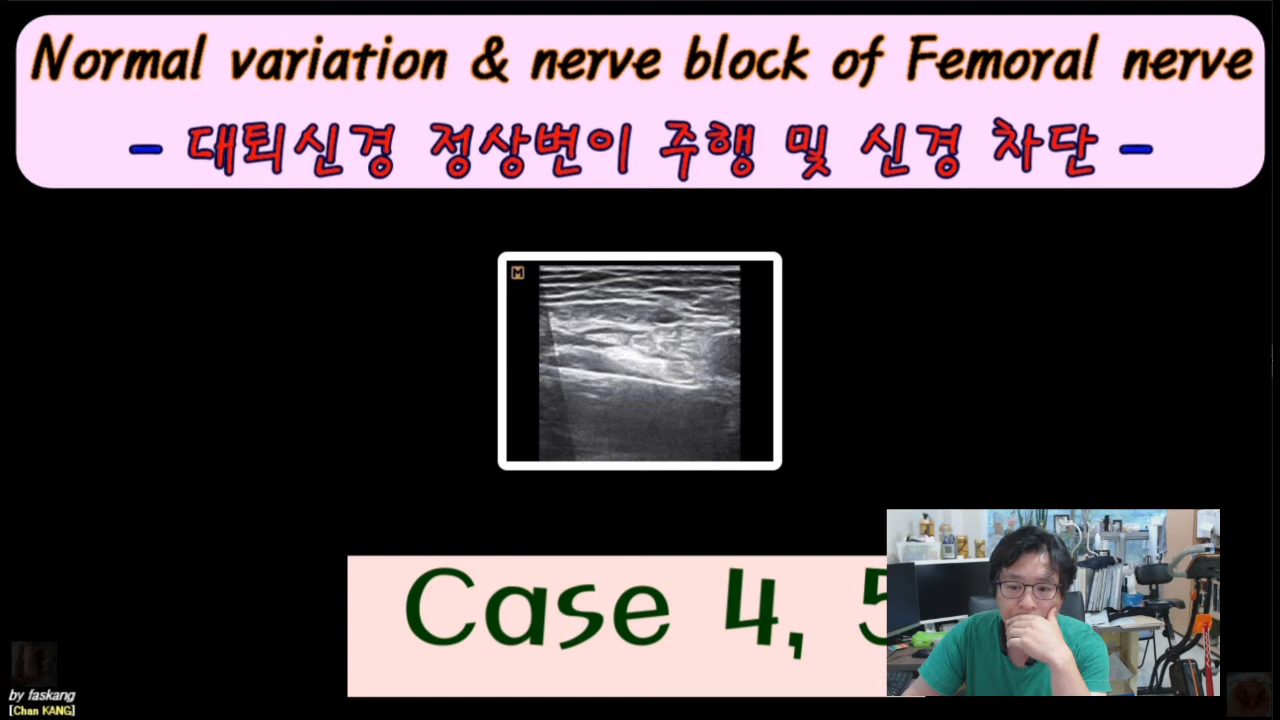 Normal variation & nerve block of Femoral nerve
- 대퇴신경 정상변이 주행 및 신경 차단 -
M
Case 4, 5
by faskang
[Chan KANG]